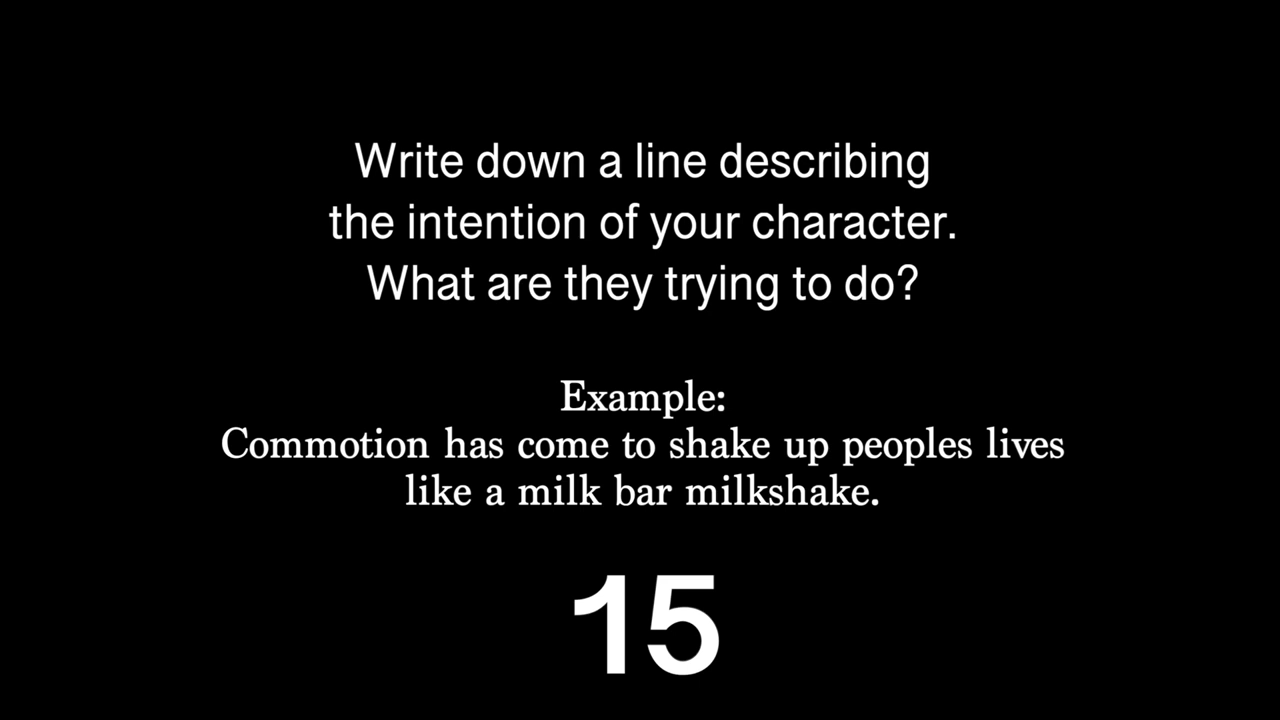 Write down a line describing
the intention of your character.
What are they trying to do?
Example:
Commotion has come to shake up peoples lives
like a milk bar milkshake.
15